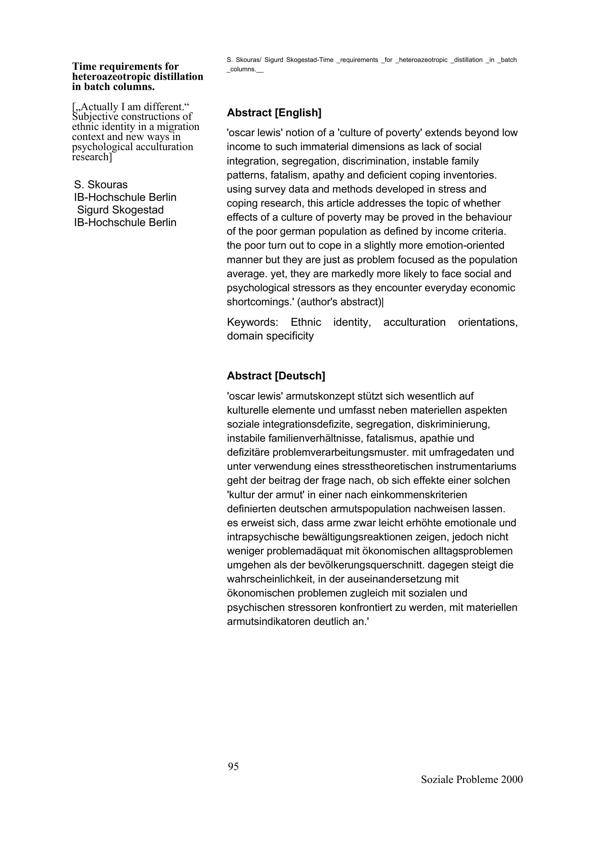 Time requirements for
heteroazeotropic distillation
in batch columns.
[„Actually I am different.“
Subjective constructions of
ethnic identity in a migration
context and new ways in
psychological acculturation
research]
S. Skouras
IB-Hochschule Berlin
Sigurd Skogestad
IB-Hochschule Berlin
S. Skouras/ Sigurd Skogestad-Time _requirements _for _heteroazeotropic _distillation _in _batch
_columns.__
Abstract [English]
'oscar lewis' notion of a 'culture of poverty' extends beyond low
income to such immaterial dimensions as lack of social
integration, segregation, discrimination, instable family
patterns, fatalism, apathy and deficient coping inventories.
using survey data and methods developed in stress and
coping research, this article addresses the topic of whether
effects of a culture of poverty may be proved in the behaviour
of the poor german population as defined by income criteria.
the poor turn out to cope in a slightly more emotion-oriented
manner but they are just as problem focused as the population
average. yet, they are markedly more likely to face social and
psychological stressors as they encounter everyday economic
shortcomings.' (author's abstract)|
Keywords: Ethnic identity, acculturation orientations,
domain specificity
Abstract [Deutsch]
'oscar lewis' armutskonzept stützt sich wesentlich auf
kulturelle elemente und umfasst neben materiellen aspekten
soziale integrationsdefizite, segregation, diskriminierung,
instabile familienverhältnisse, fatalismus, apathie und
defizitäre problemverarbeitungsmuster. mit umfragedaten und
unter verwendung eines stresstheoretischen instrumentariums
geht der beitrag der frage nach, ob sich effekte einer solchen
'kultur der armut' in einer nach einkommenskriterien
definierten deutschen armutspopulation nachweisen lassen.
es erweist sich, dass arme zwar leicht erhöhte emotionale und
intrapsychische bewältigungsreaktionen zeigen, jedoch nicht
weniger problemadäquat mit ökonomischen alltagsproblemen
umgehen als der bevölkerungsquerschnitt. dagegen steigt die
wahrscheinlichkeit, in der auseinandersetzung mit
ökonomischen problemen zugleich mit sozialen und
psychischen stressoren konfrontiert zu werden, mit materiellen
armutsindikatoren deutlich an.'
95
Soziale Probleme 2000